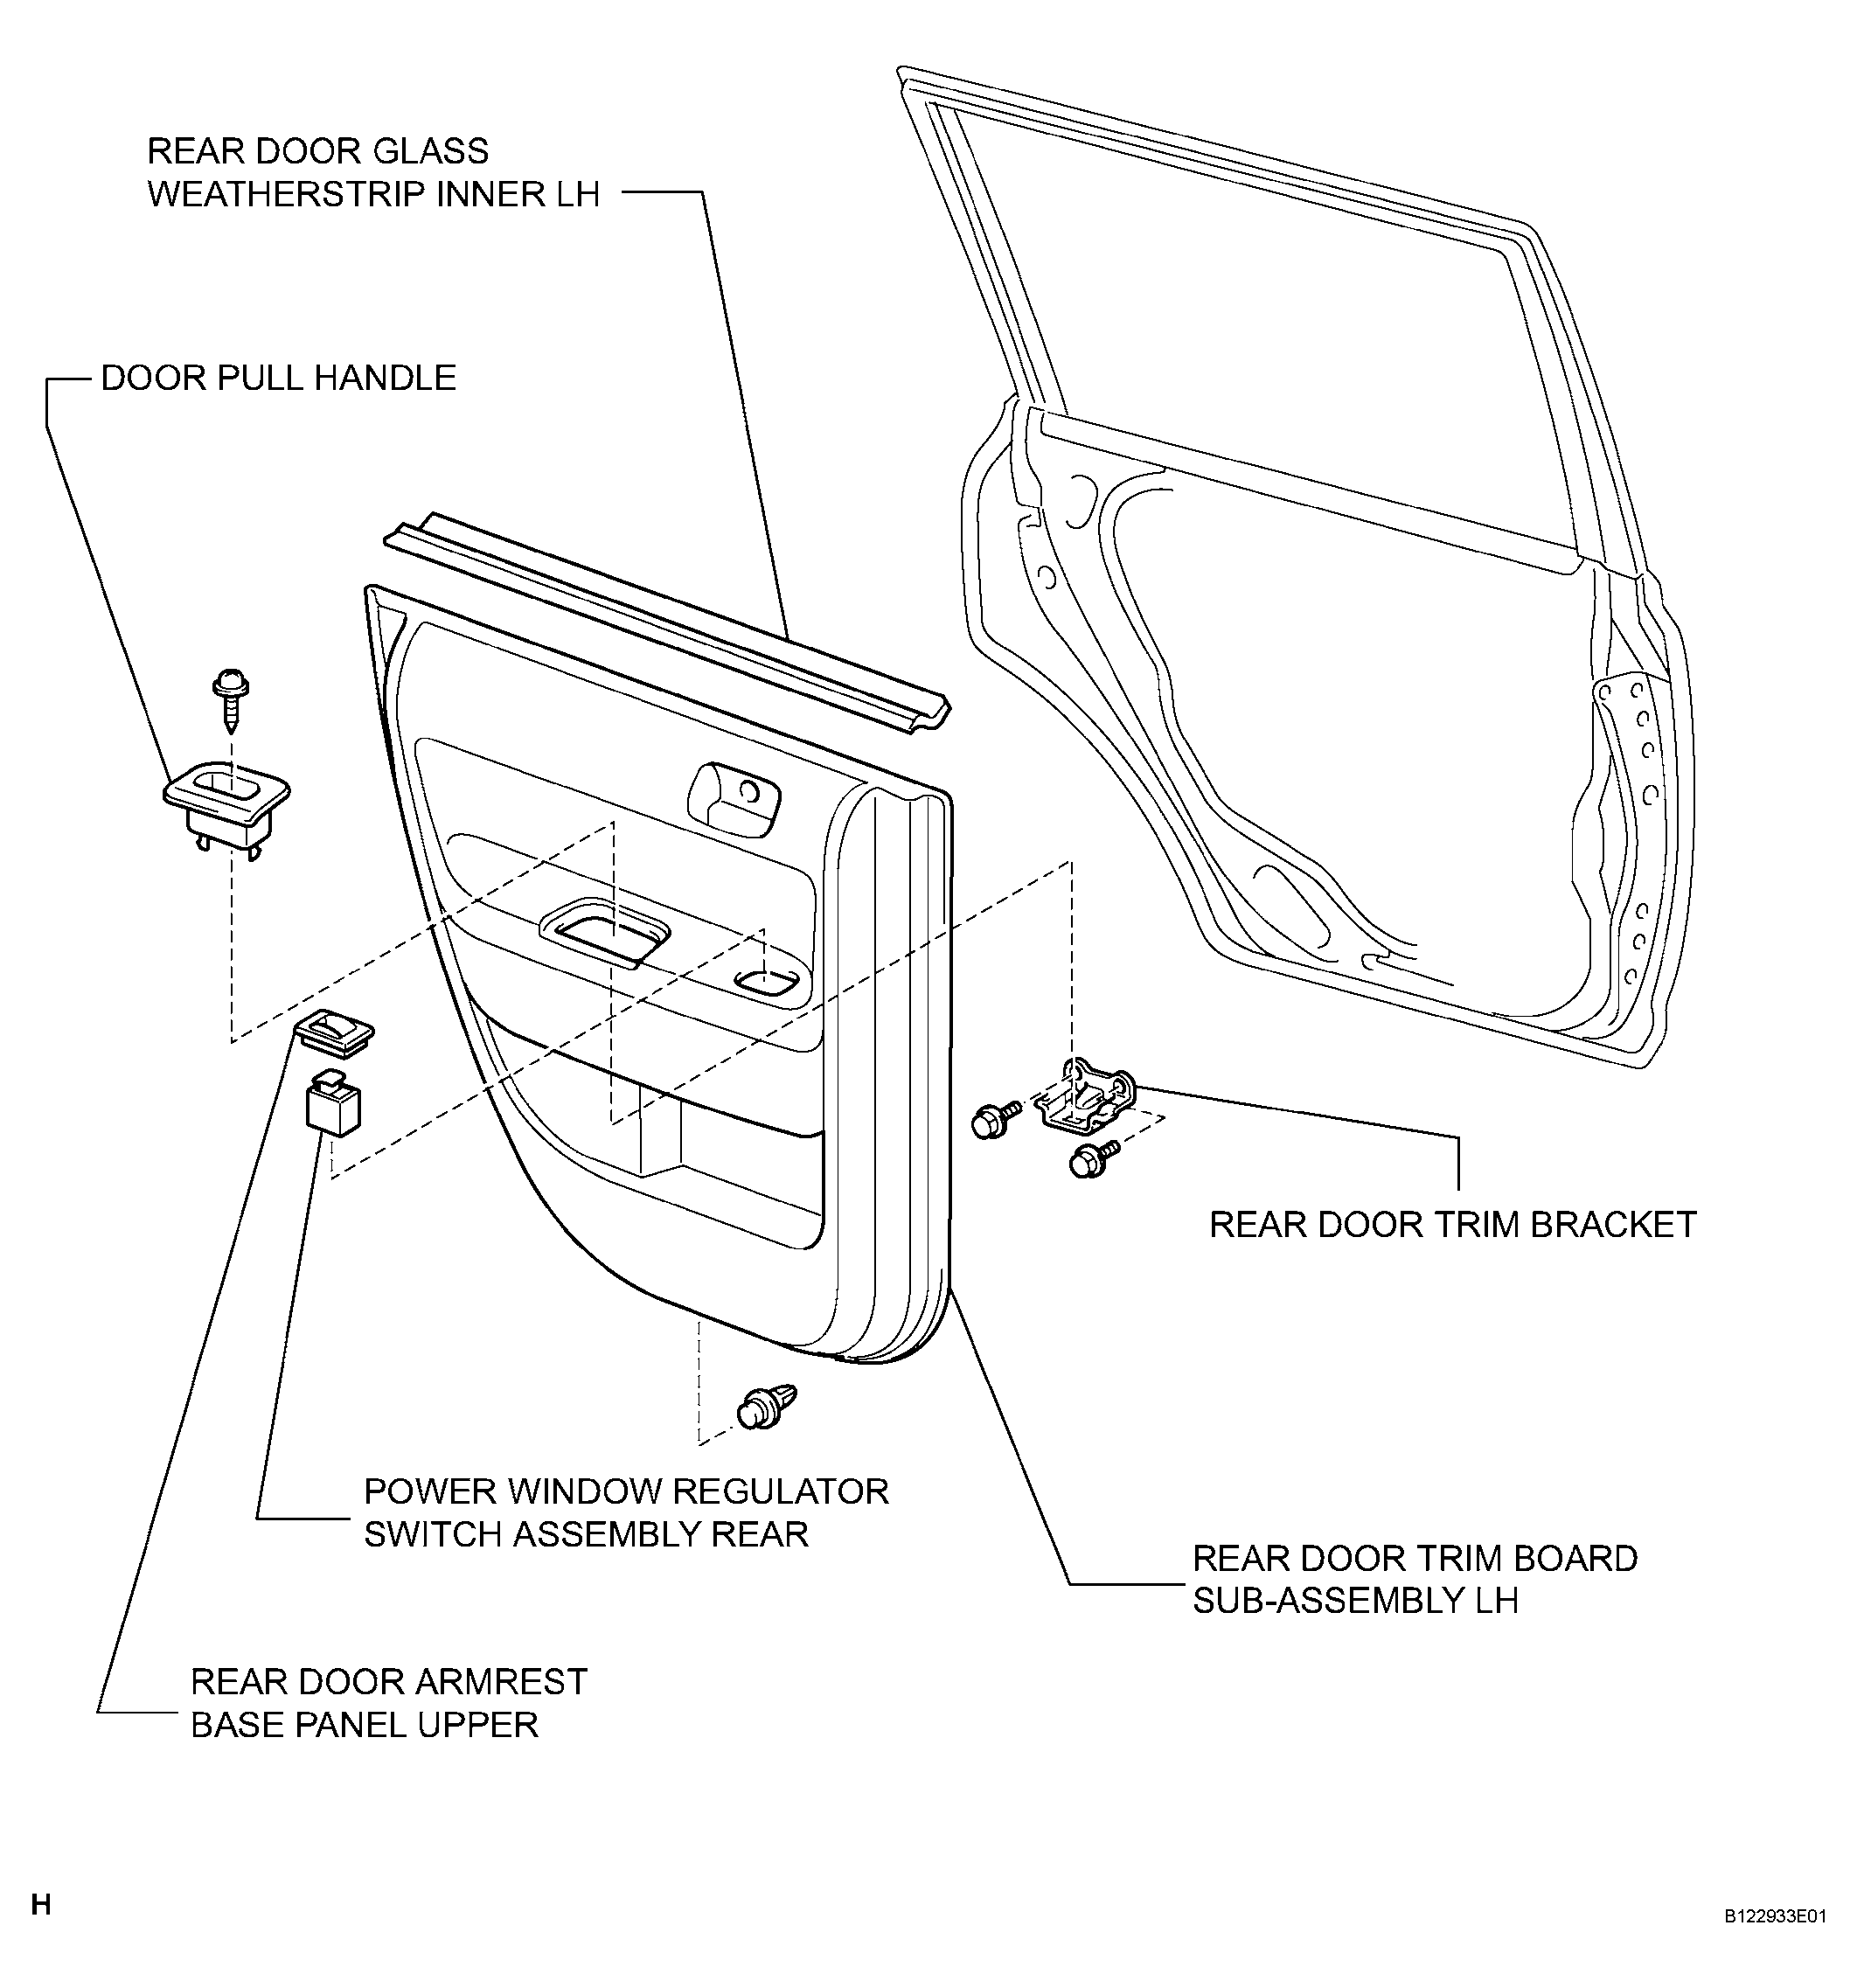 REAR DOOR GLASS
WEATHERSTRIP INNER LH
DOOR PULL HANDLE
REAR DOOR TRIM BRACKET
POWER WINDOW REGULATOR
SWITCH ASSEMBLY REAR
REAR DOOR TRIM BOARD
SUB-ASSEMBLY LH
REAR DOOR ARMREST
BASE PANEL UPPER
H
B122933E01